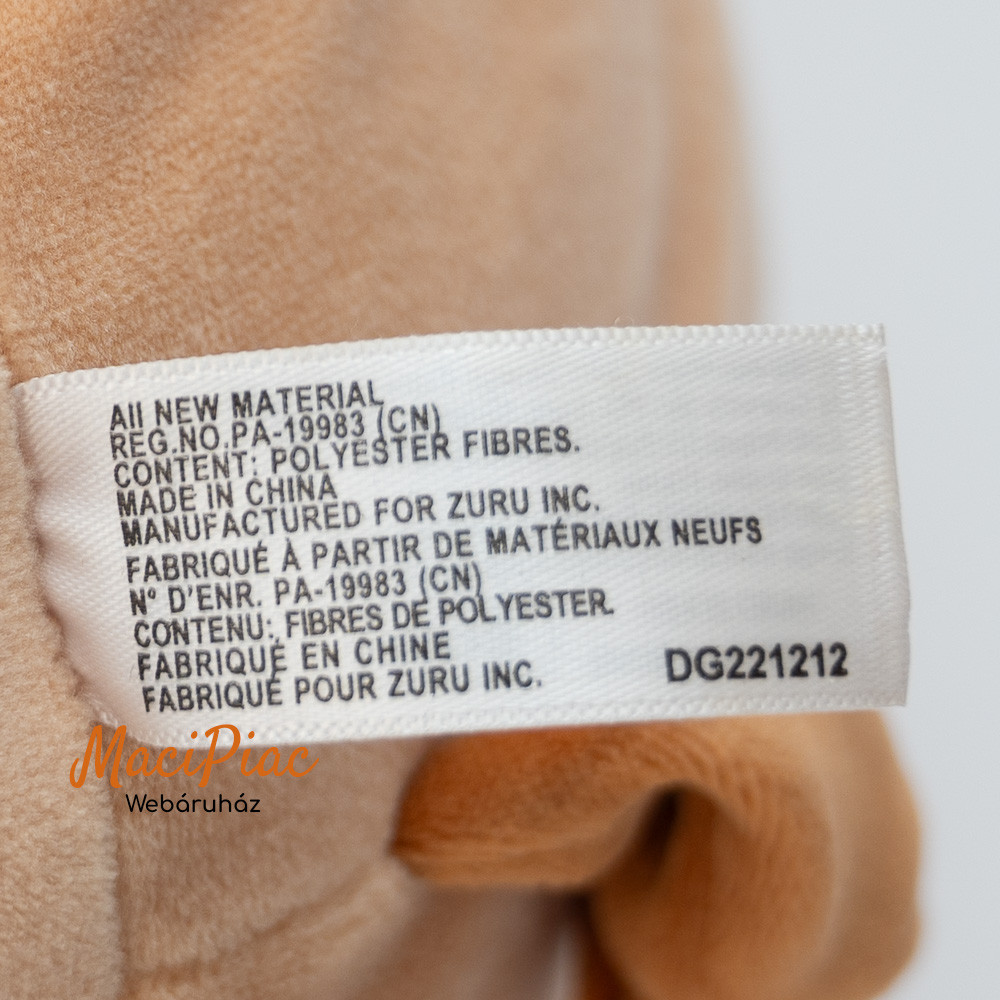 All NEW MATERIAL
REG.NO.PA-19983 (CN)
CONTENT: POLYESTER FIBRES.
MADE IN CHINA
MANUFACTURED FOR ZURU INC.
FABRIQUÉ À PARTIR DE MATÉRIAUX NEUFS
Nº D'ENR. PA-19983 (CN)
CONTENU: FIBRES DE POLYESTER.
FABRIQUÉ EN CHINE
FABRIQUÉ POUR ZURU INC.
DG221212
MaciPiac
Webáruház